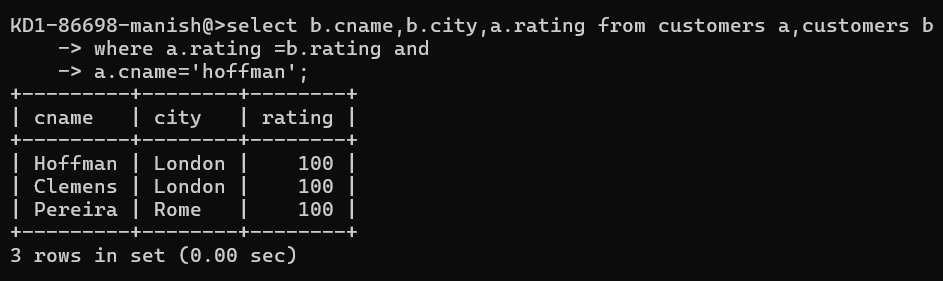 KD1-86698-manish@>select b.cname,b.city,a.rating from customers a,customers b
    -> where a.rating =b.rating and
    -> a.cname='hoffman';
+---------+--------+--------+
| cname   | city   | rating |
+---------+--------+--------+
| Hoffman | London |    100 |
| Clemens | London |    100 |
| Pereira | Rome   |    100 |
+---------+--------+--------+
3 rows in set (0.00 sec)